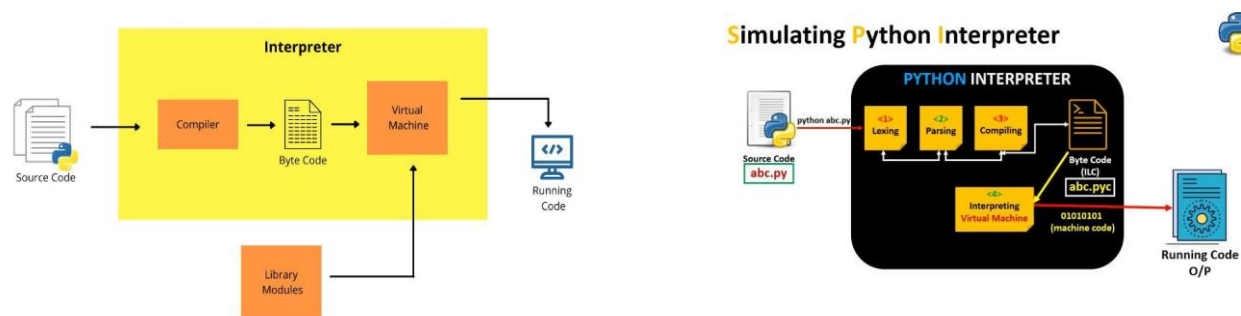 Interpreter
Source Code
Compiler
Byte Code
Virtual
Machine
Running
Code
Library
Modules
Simulating Python Interpreter
PYTHON INTERPRETER
python abc.py
Source Code
abc.py
<1>
Lexing
<2>
Parsing
<3>
Compiling
Byte Code
(ILC)
abc.pyc
<4>
Interpreting
Virtual Machine
01010101
(machine code)
Running Code
O/P